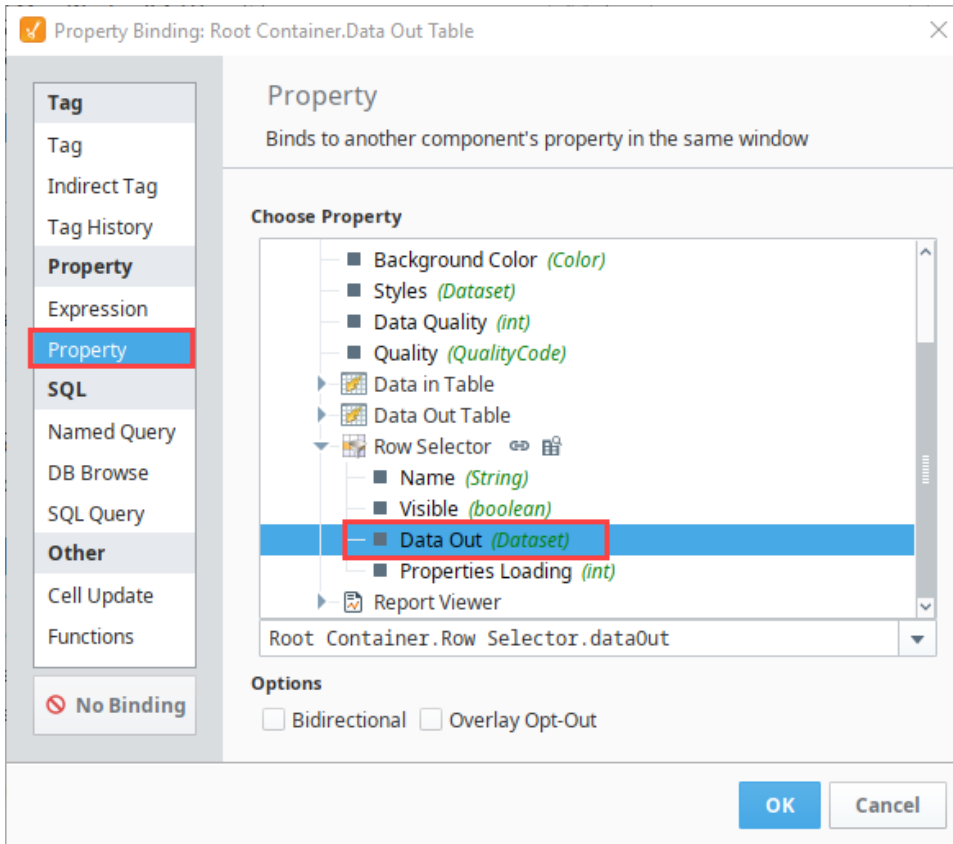 Property Binding: Root Container.Data Out Table
Tag
Tag
Indirect Tag
Tag History
Property
Expression
Property
SQL
Named Query
DB Browse
SQL Query
Other
Cell Update
Functions
No Binding
Property
Binds to another component's property in the same window
Choose Property
Background Color (Color)
Styles (Dataset)
Data Quality (int)
Quality (QualityCode)
Data in Table
Data Out Table
Row Selector
Name (String)
Visible (boolean)
Data Out (Dataset)
Properties Loading (int)
Report Viewer
Root Container.Row Selector.dataOut
Options
Bidirectional Overlay Opt-Out
OK Cancel